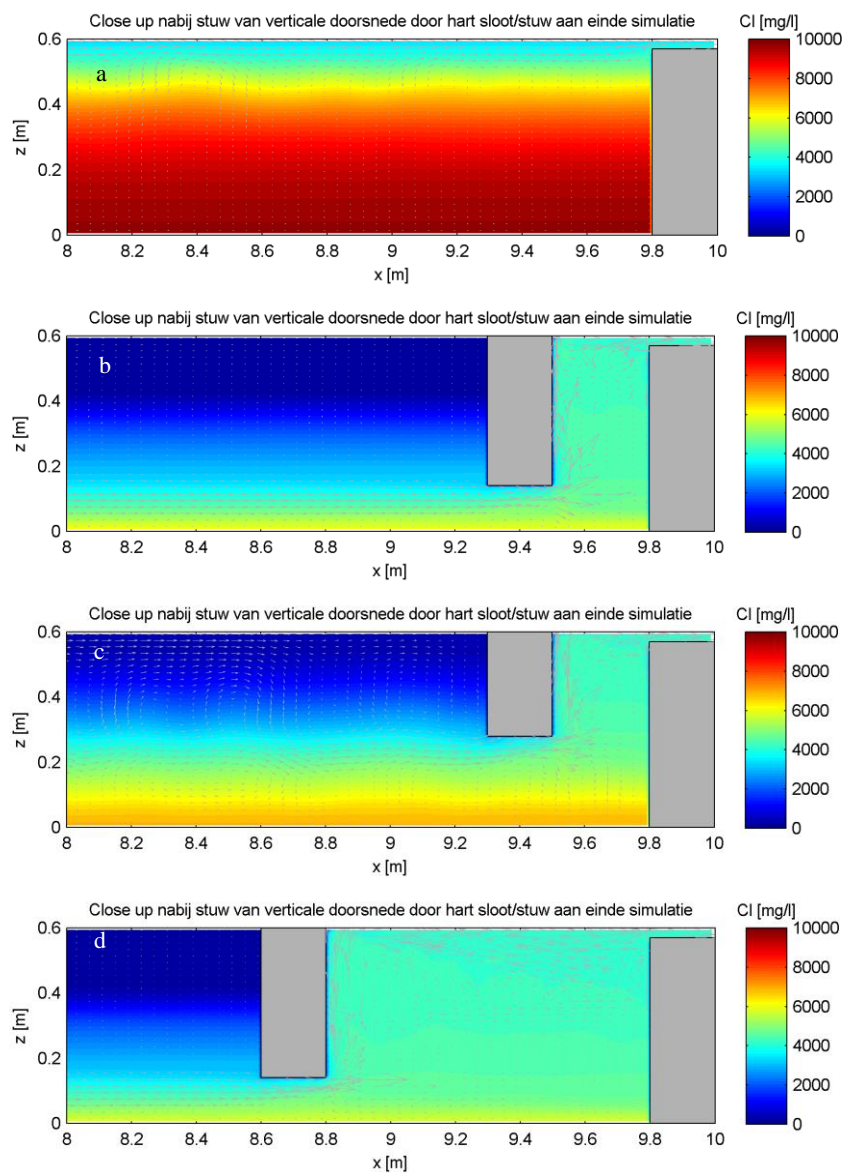 Close up nabij stuw van verticale doorsnede door hart sloot/stuw aan einde simulatie
Cl [mg/l]
a
z [m]
0.6
0.4
0.2
0
8 8.2 8.4 8.6 8.8 9 9.2 9.4 9.6 9.8 10
x [m]
10000
8000
6000
4000
2000
0
Close up nabij stuw van verticale doorsnede door hart sloot/stuw aan einde simulatie
Cl [mg/l]
b
z [m]
0.6
0.4
0.2
0
8 8.2 8.4 8.6 8.8 9 9.2 9.4 9.6 9.8 10
x [m]
10000
8000
6000
4000
2000
0
Close up nabij stuw van verticale doorsnede door hart sloot/stuw aan einde simulatie
Cl [mg/l]
c
z [m]
0.6
0.4
0.2
0
8 8.2 8.4 8.6 8.8 9 9.2 9.4 9.6 9.8 10
x [m]
10000
8000
6000
4000
2000
0
Close up nabij stuw van verticale doorsnede door hart sloot/stuw aan einde simulatie
Cl [mg/l]
d
z [m]
0.6
0.4
0.2
0
8 8.2 8.4 8.6 8.8 9 9.2 9.4 9.6 9.8 10
x [m]
10000
8000
6000
4000
2000
0